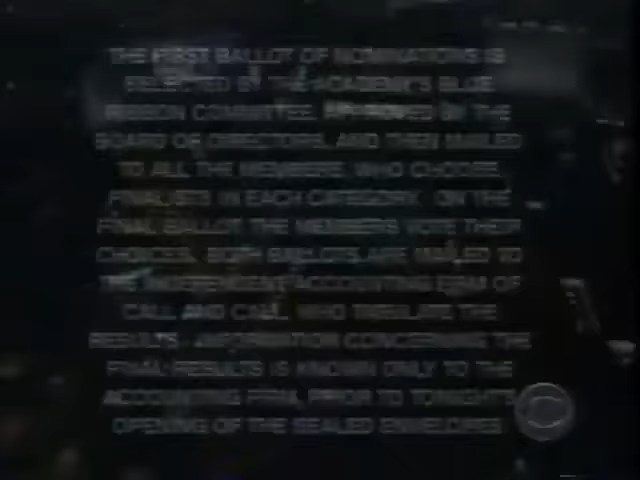 THE FIRST BALLOT OF NOMINATIONS IS
SELECTED BY THE ACADEMY'S BLUE
RIBBON COMMITTEE, APPROVED BY THE
BOARD OF DIRECTORS, AND THEN MAILED
TO ALL THE MEMBERS, WHO CHOOSE
FINALISTS IN EACH CATEGORY. ON THE
FINAL BALLOT THE MEMBERS VOTE THEIR
CHOICES. BOTH BALLOTS ARE MAILED TO
THE INDEPENDENT ACCOUNTING FIRM OF
CALL AND CALL, WHO TABULATE THE
RESULTS. INFORMATION CONCERNING THE
FINAL RESULTS IS KNOWN ONLY TO THE
ACCOUNTING FIRM, PRIOR TO TONIGHT'S
OPENING OF THE SEALED ENVELOPES